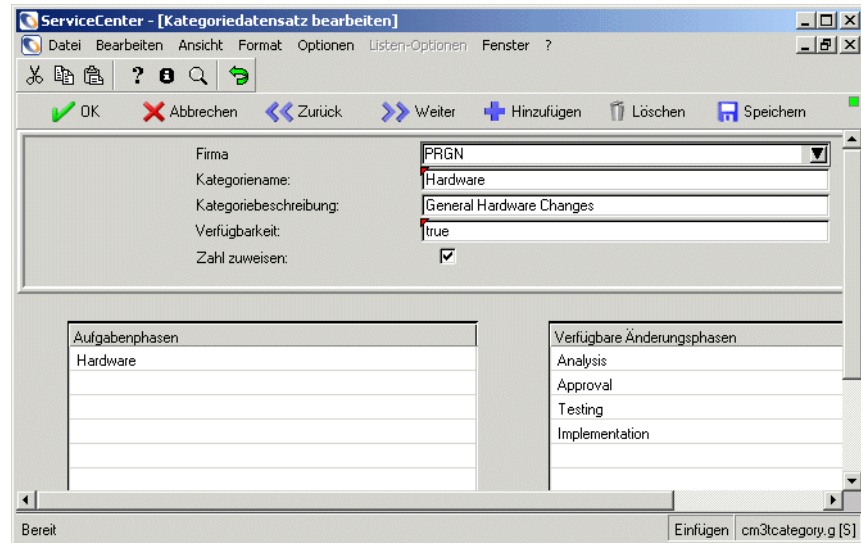 ServiceCenter - [Kategoriedatensatz bearbeiten]
Datei Bearbeiten Ansicht Format Optionen Listen-Optionen Fenster ?
OK Abbrechen Zurück Weiter Hinzufügen Löschen Speichern
Firma PRGN
Kategoriename: Hardware
Kategoriebeschreibung: General Hardware Changes
Verfügbarkeit: true
Zahl zuweisen:
Aufgabenphasen Verfügbare Änderungsphasen
Hardware Analysis
Approval
Testing
Implementation
Bereit Einfügen cm3tcategory.g [S]